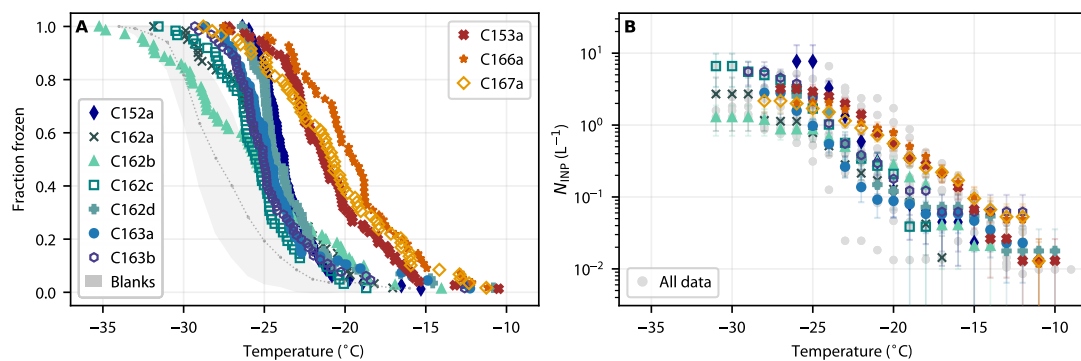 A
Fraction frozen
1.0
0.8
0.6
0.4
0.2
0.0
C153a
C166a
C167a
C152a
C162a
C162b
C162c
C162d
C163a
C163b
Blanks
−35
−30
−25
−20
−15
−10
Temperature (°C)
B
N_INP (L⁻¹)
10¹
10⁰
10⁻¹
10⁻²
All data
−35
−30
−25
−20
−15
−10
Temperature (°C)